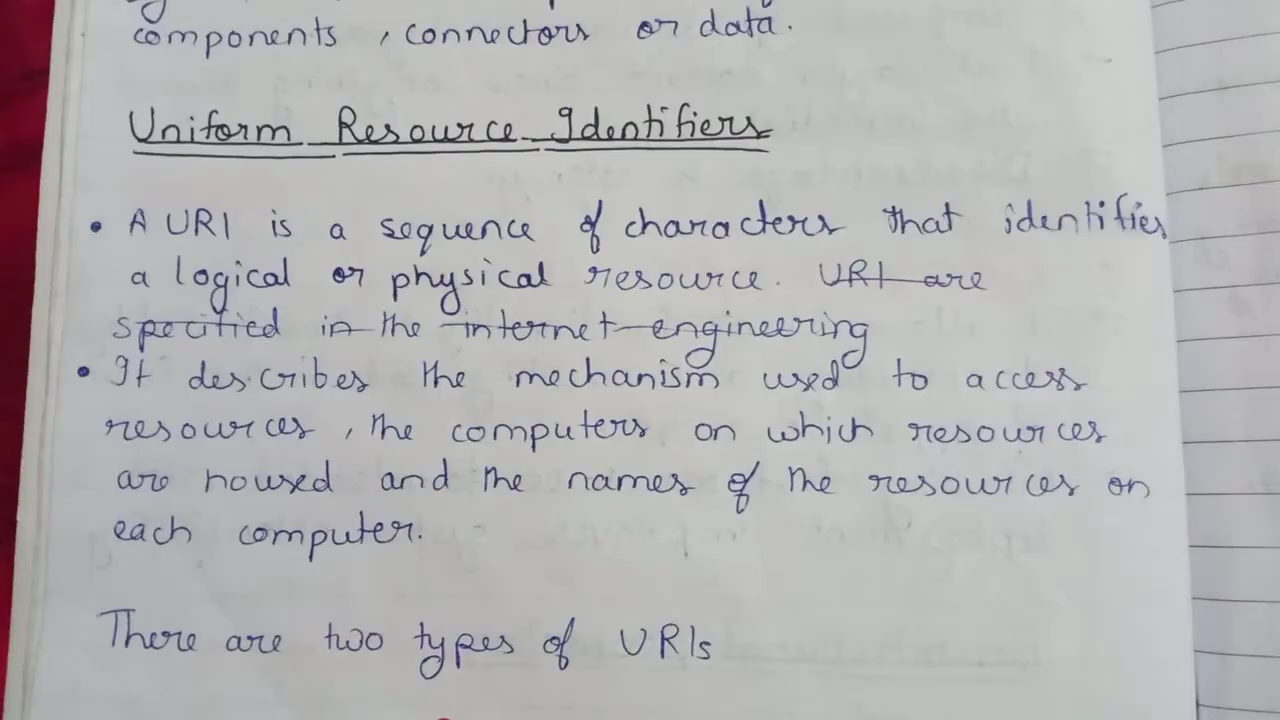 components, connectors or data.
Uniform Resource Identifiers
• A URI is a sequence of characters that identifies
a logical or physical resource. URI are
specified in the internet engineering
• It describes the mechanism used to access
resources, the computers on which resources
are housed and the names of the resources on
each computer.
There are two types of URIs